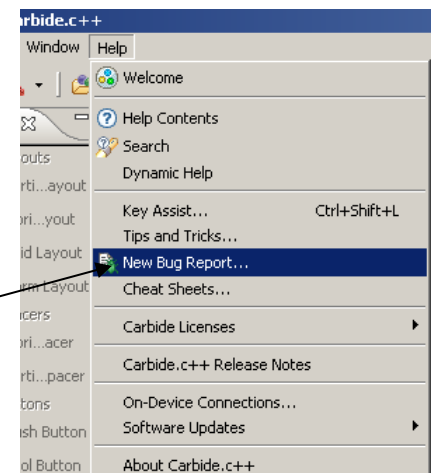 arbide.c++
Window Help
Welcome
Help Contents
Search
Dynamic Help
Key Assist... Ctrl+Shift+L
Tips and Tricks...
New Bug Report...
Cheat Sheets...
Carbide Licenses
Carbide.c++ Release Notes
On-Device Connections...
Software Updates
About Carbide.c++
outs
rti...ayout
ori...yout
id Layout
rm Layout
acers
ori...acer
rti...pacer
tons
ush Button
ol Button